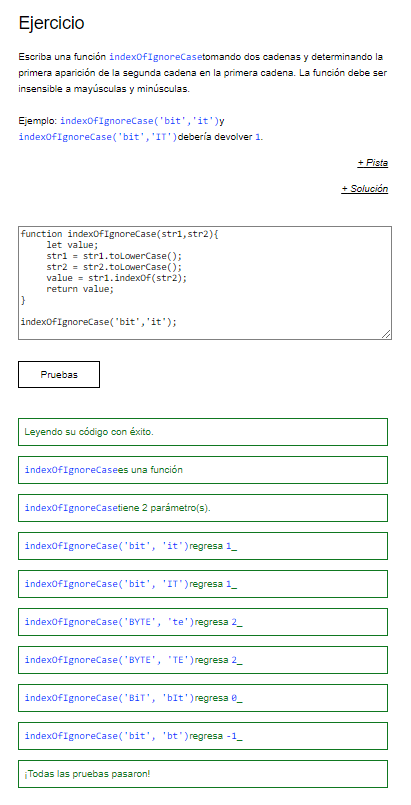 Ejercicio
Escriba una función indexOfIgnoreCasetomando dos cadenas y determinando la
primera aparición de la segunda cadena en la primera cadena. La función debe ser
insensible a mayúsculas y minúsculas.
Ejemplo: indexOfIgnoreCase('bit','it')y
indexOfIgnoreCase('bit','IT')debería devolver 1.
+ Pista
+ Solución
function indexOfIgnoreCase(str1,str2){
    let value;
    str1 = str1.toLowerCase();
    str2 = str2.toLowerCase();
    value = str1.indexOf(str2);
    return value;
}
indexOfIgnoreCase('bit','it');
Pruebas
Leyendo su código con éxito.
indexOfIgnoreCasees una función
indexOfIgnoreCasetiene 2 parámetro(s).
indexOfIgnoreCase('bit', 'it')regresa 1_
indexOfIgnoreCase('bit', 'IT')regresa 1_
indexOfIgnoreCase('BYTE', 'te')regresa 2_
indexOfIgnoreCase('BYTE', 'TE')regresa 2_
indexOfIgnoreCase('BiT', 'bIt')regresa 0_
indexOfIgnoreCase('bit', 'bt')regresa -1_
¡Todas las pruebas pasaron!